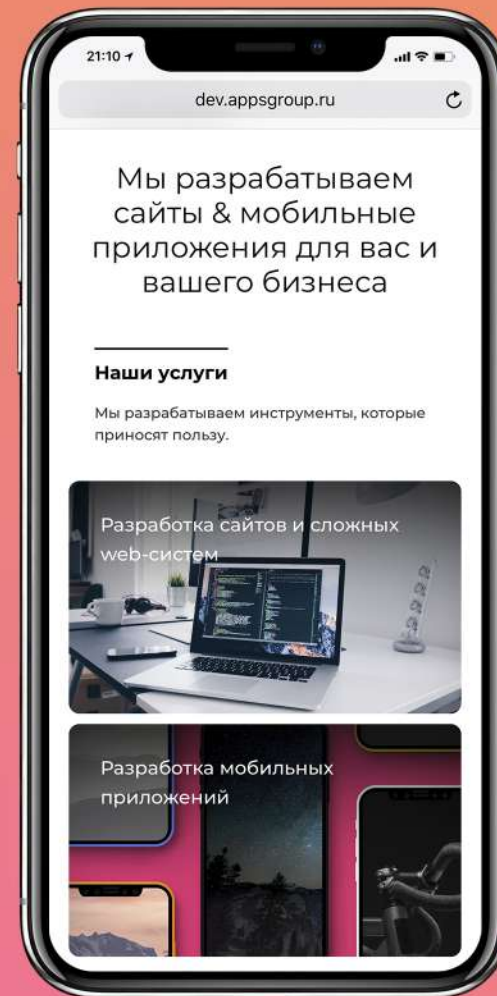 21:10
dev.appsgroup.ru
Мы разрабатываем
сайты & мобильные
приложения для вас и
вашего бизнеса
Наши услуги
Мы разрабатываем инструменты, которые
приносят пользу.
Разработка сайтов и сложных
web-систем
Разработка мобильных
приложений